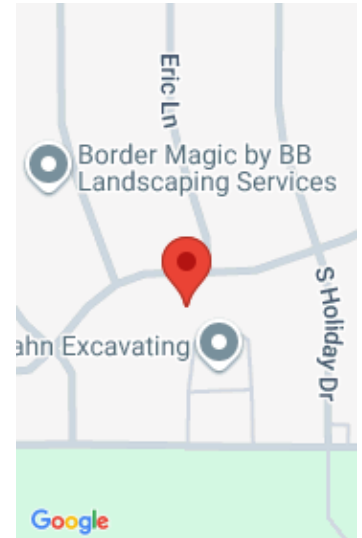 Eric Ln
Border Magic by BB
Landscaping Services
S Holiday Dr
ahn Excavating
Google